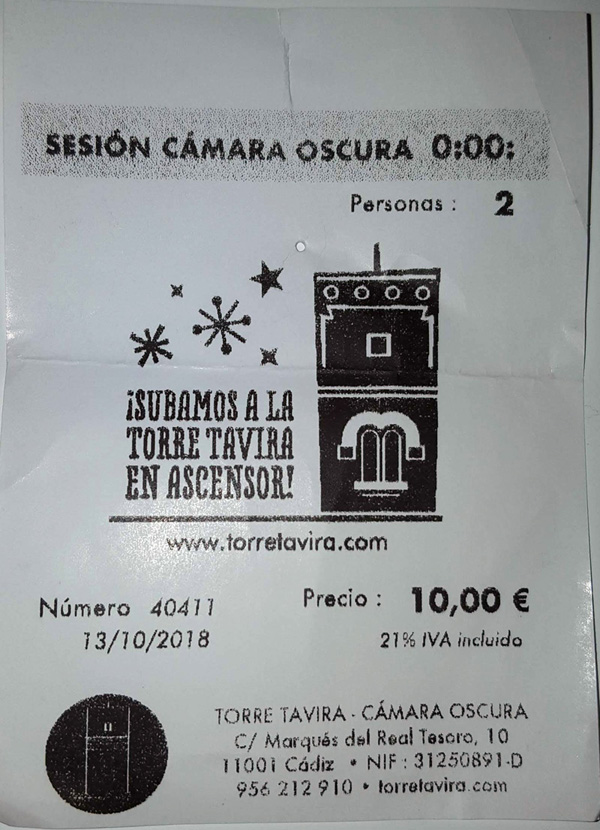 SESIÓN CÁMARA OSCURA 0:00:
Personas : 2
¡SUBAMOS A LA
TORRE TAVIRA
EN ASCENSOR!
www.torretavira.com
Número 40411
13/10/2018
Precio : 10,00 €
21% IVA incluido
TORRE TAVIRA - CÁMARA OSCURA
C/ Marqués del Real Tesoro, 10
11001 Cádiz • NIF : 31250891-D
956 212 910 • torretavira.com